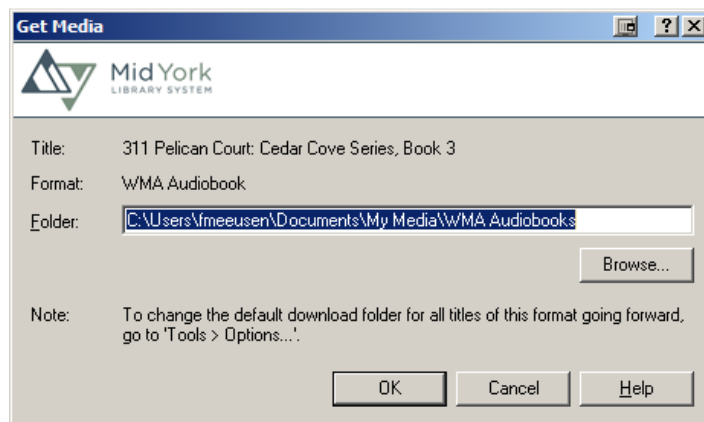 Get Media
Mid York
LIBRARY SYSTEM
Title: 311 Pelican Court: Cedar Cove Series, Book 3
Format: WMA Audiobook
Folder: C:\Users\fmeeusen\Documents\My Media\WMA Audiobooks
Browse...
Note: To change the default download folder for all titles of this format going forward,
go to 'Tools > Options...'.
OK Cancel Help